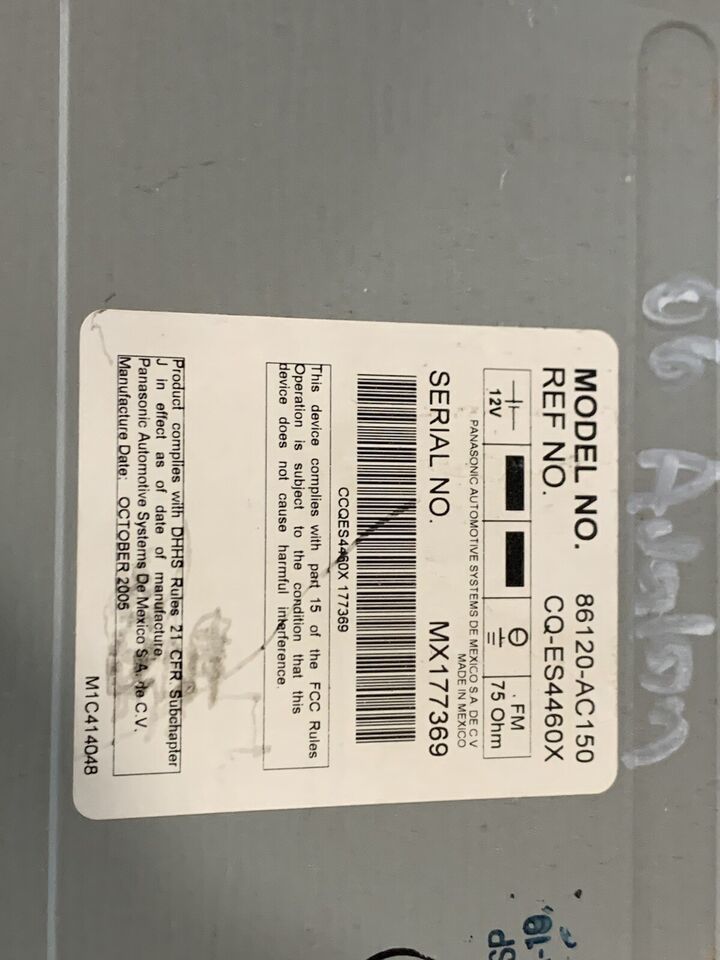 06 Avalon
MODEL NO. 86120-AC150
REF NO. CQ-ES4460X
12V
FM
75 Ohm
PANASONIC AUTOMOTIVE SYSTEMS DE MEXICO S.A. DE C.V
MADE IN MEXICO
SERIAL NO. MX177369
CCQES4460X 177369
This device complies with part 15 of the FCC Rules
Operation is subject to the condition that this
device does not cause harmful interference.
Product complies with DHHS Rules 21 CFR. Subchapter
J in effect as of date of manufacture.
Panasonic Automotive Systems De Mexico S.A. de C.V.
Manufacture Date: OCTOBER 2005
M1C414048